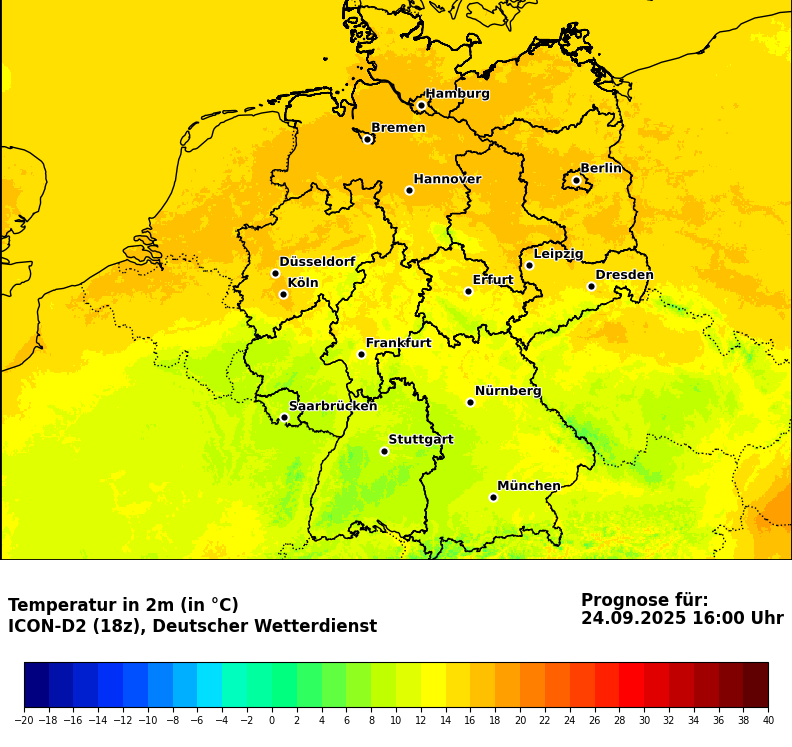 Hamburg
Bremen
Berlin
Hannover
Leipzig
Düsseldorf
Dresden
Köln
Erfurt
Frankfurt
Nürnberg
Saarbrücken
Stuttgart
München
Temperatur in 2m (in °C)
ICON-D2 (18z), Deutscher Wetterdienst
Prognose für:
24.09.2025 16:00 Uhr
−20 −18 −16 −14 −12 −10 −8 −6 −4 −2 0 2 4 6 8 10 12 14 16 18 20 22 24 26 28 30 32 34 36 38 40